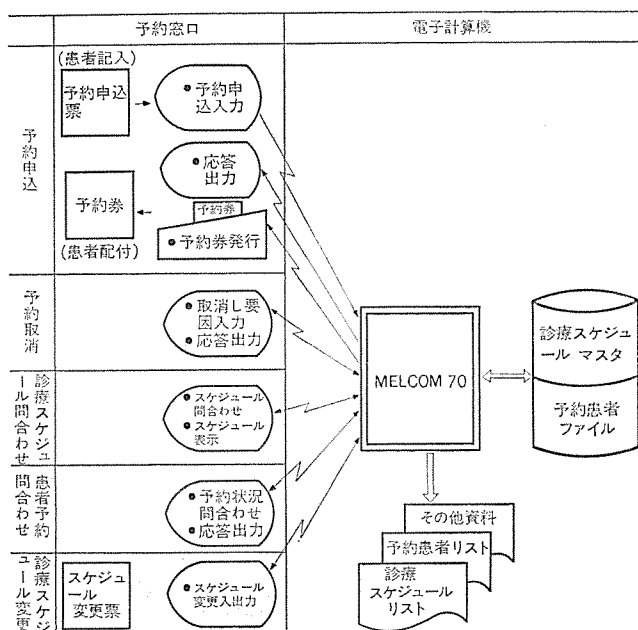 予約窓口
電子計算機
予約申込
(患者記入)
予約申込
票
予約申
込入力
応答
出力
予約券
(患者配付)
予約券
予約券発行
予約取消
取消し要
因入力
応答出力
診療スケジュ
ール問合わせ
スケジュール
問合わせ
スケジュール
表示
患者予約
問合わせ
予約状況
問合わせ
応答出力
診療スケジ
ュール変更
スケジュ
ール
変更票
スケジュール
変更入出力
MELCOM 70
診療スケジュ
ール マスタ
予約患者
ファイル
その他資料
予約患者リスト
診療
スケジュール
リスト